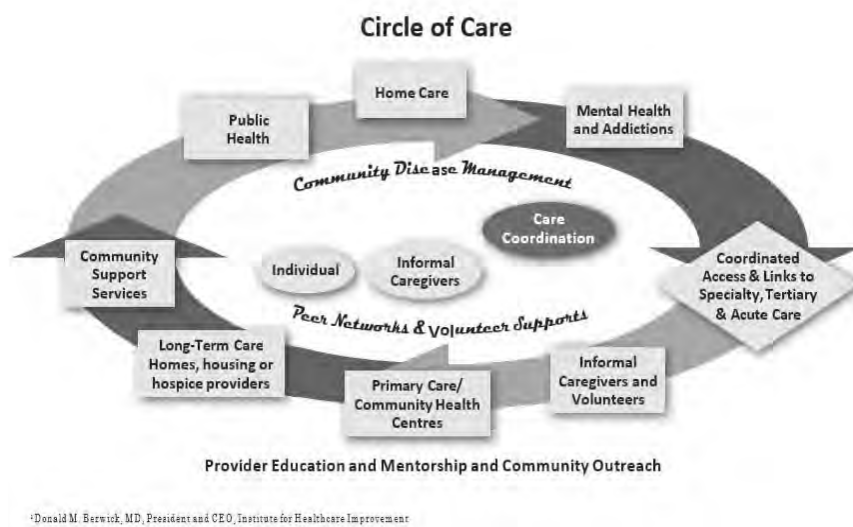 Circle of Care
Home Care
Public
Health
Mental Health
and Addictions
Community Disease Management
Care
Coordination
Individual
Informal
Caregivers
Community
Support
Services
Coordinated
Access & Links to
Specialty, Tertiary
& Acute Care
Peer Networks & Volunteer Supports
Long-Term Care
Homes, housing or
hospice providers
Primary Care/
Community Health
Centres
Informal
Caregivers and
Volunteers
Provider Education and Mentorship and Community Outreach
¹Donald M. Berwick, MD, President and CEO, Institute for Healthcare Improvement